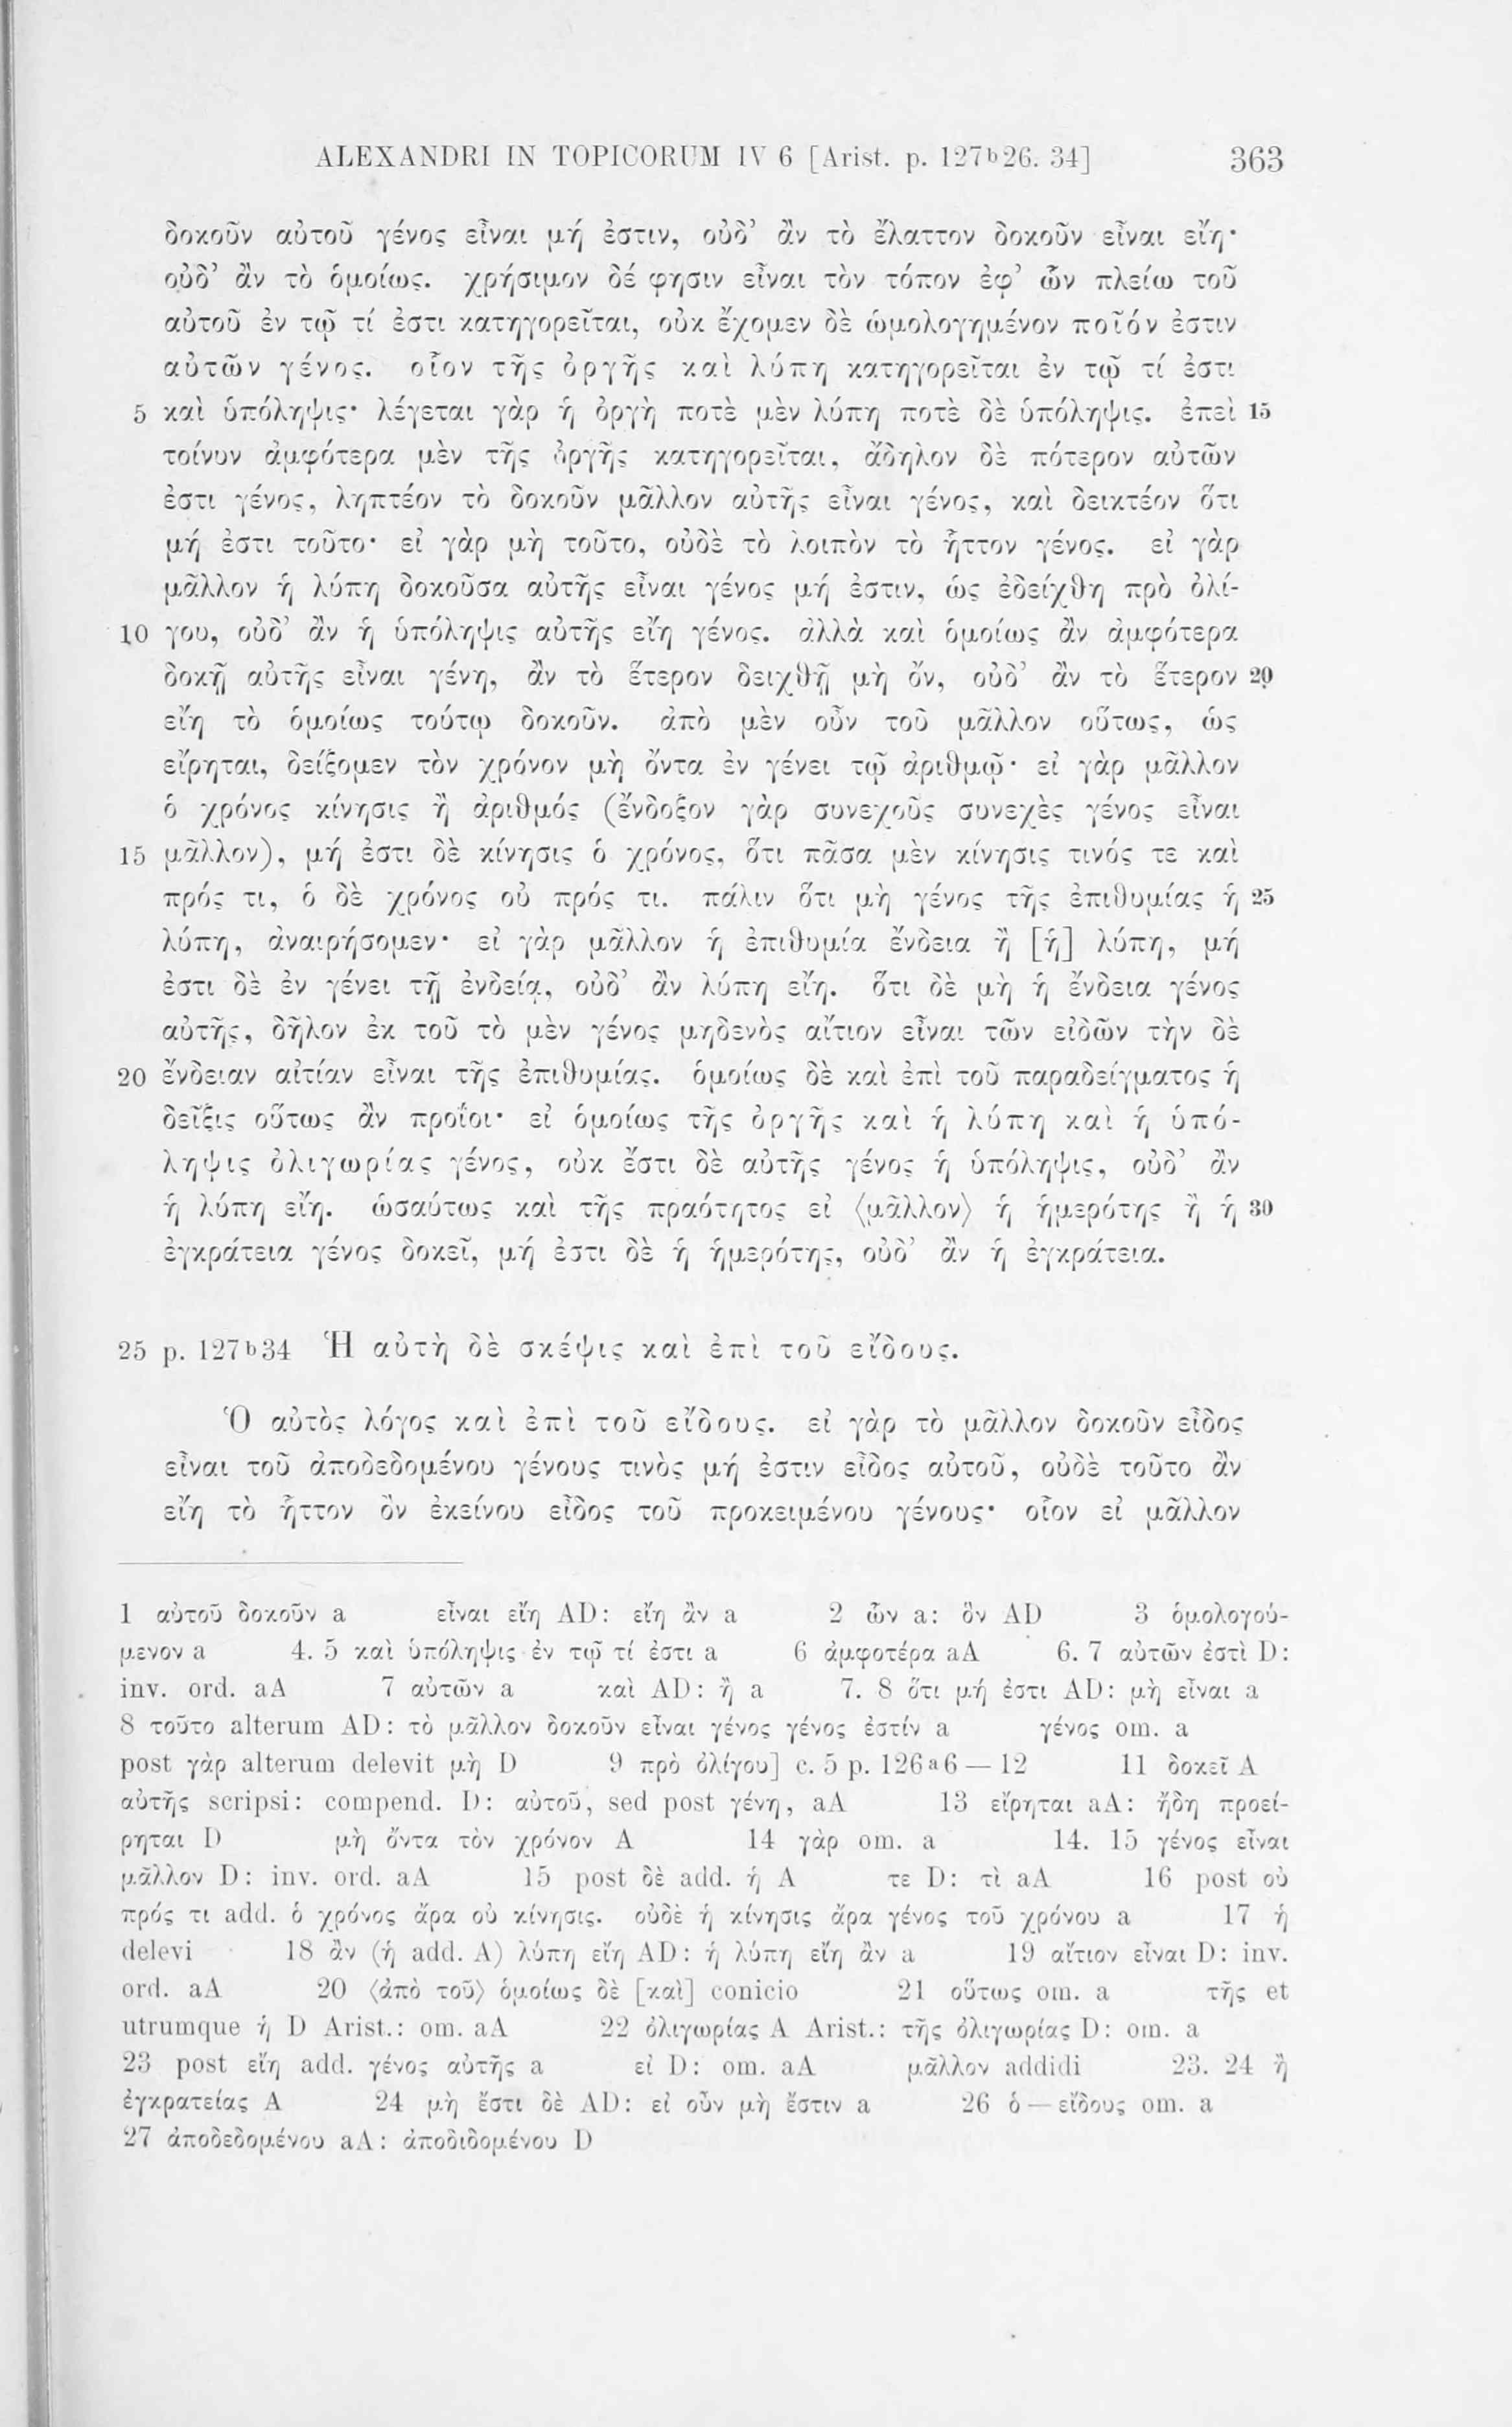 ALEXANDRI IN TOPICORUM IV 6 [Arist. p. 127ᵇ26. 34] 363
δοκοῦν αὐτοῦ γένος εἶναι μή ἐστιν, οὐδ’ ἂν τὸ ἔλαττον δοκοῦν εἶναι εἴη·
οὐδ’ ἂν τὸ ὁμοίως. χρήσιμον δέ φησιν εἶναι τὸν τόπον ἐφ’ ὧν πλείω τοῦ
αὐτοῦ ἐν τῷ τί ἐστι κατηγορεῖται, οὐκ ἔχομεν δὲ ὡμολογημένον ποῖόν ἐστιν
αὐτῶν γένος. οἷον τῆς ὀργῆς καὶ λύπη κατηγορεῖται ἐν τῷ τί ἐστι
5 καὶ ὑπόληψις· λέγεται γὰρ ἡ ὀργὴ ποτὲ μὲν λύπη ποτὲ δὲ ὑπόληψις. ἐπεὶ 15
τοίνυν ἀμφότερα μὲν τῆς ὀργῆς κατηγορεῖται, ἄδηλον δὲ πότερον αὐτῶν
ἐστι γένος, ληπτέον τὸ δοκοῦν μᾶλλον αὐτῆς εἶναι γένος, καὶ δεικτέον ὅτι
μή ἐστι τοῦτο· εἰ γὰρ μὴ τοῦτο, οὐδὲ τὸ λοιπὸν τὸ ἧττον γένος. εἰ γὰρ
μᾶλλον ἡ λύπη δοκοῦσα αὐτῆς εἶναι γένος μή ἐστιν, ὡς ἐδείχθη πρὸ ὀλί-
10 γου, οὐδ’ ἂν ἡ ὑπόληψις αὐτῆς εἴη γένος. ἀλλὰ καὶ ὁμοίως ἂν ἀμφότερα
δοκῇ αὐτῆς εἶναι γένη, ἂν τὸ ἕτερον δειχθῇ μὴ ὄν, οὐδ’ ἂν τὸ ἕτερον 20
εἴη τὸ ὁμοίως τούτῳ δοκοῦν. ἀπὸ μὲν οὖν τοῦ μᾶλλον οὕτως, ὡς
εἴρηται, δείξομεν τὸν χρόνον μὴ ὄντα ἐν γένει τῷ ἀριθμῷ· εἰ γὰρ μᾶλλον
ὁ χρόνος κίνησις ἢ ἀριθμός (ἔνδοξον γὰρ συνεχοῦς συνεχὲς γένος εἶναι
15 μᾶλλον), μή ἐστι δὲ κίνησις ὁ χρόνος, ὅτι πᾶσα μὲν κίνησις τινός τε καὶ
πρός τι, ὁ δὲ χρόνος οὐ πρός τι. πάλιν ὅτι μὴ γένος τῆς ἐπιθυμίας ἡ 25
λύπη, ἀναιρήσομεν· εἰ γὰρ μᾶλλον ἡ ἐπιθυμία ἔνδεια ἢ [ἡ] λύπη, μή
ἐστι δὲ ἐν γένει τῇ ἐνδείᾳ, οὐδ’ ἂν λύπη εἴη. ὅτι δὲ μὴ ἡ ἔνδεια γένος
αὐτῆς, δῆλον ἐκ τοῦ τὸ μὲν γένος μηδενὸς αἴτιον εἶναι τῶν εἰδῶν τὴν δὲ
20 ἔνδειαν αἰτίαν εἶναι τῆς ἐπιθυμίας. ὁμοίως δὲ καὶ ἐπὶ τοῦ παραδείγματος ἡ
δεῖξις οὕτως ἂν προΐοι· εἰ ὁμοίως τῆς ὀργῆς καὶ ἡ λύπη καὶ ἡ ὑπό-
ληψις ὀλιγωρίας γένος, οὐκ ἔστι δὲ αὐτῆς γένος ἡ ὑπόληψις, οὐδ’ ἂν
ἡ λύπη εἴη. ὡσαύτως καὶ τῆς πραότητος εἰ ⟨μᾶλλον⟩ ἡ ἡμερότης ἢ ἡ 30
ἐγκράτεια γένος δοκεῖ, μή ἐστι δὲ ἡ ἡμερότης, οὐδ’ ἂν ἡ ἐγκράτεια.
25 p. 127ᵇ34 Ἡ αὐτὴ δὲ σκέψις καὶ ἐπὶ τοῦ εἴδους.
Ὁ αὐτὸς λόγος καὶ ἐπὶ τοῦ εἴδους. εἰ γὰρ τὸ μᾶλλον δοκοῦν εἶδος
εἶναι τοῦ ἀποδεδομένου γένους τινὸς μή ἐστιν εἶδος αὐτοῦ, οὐδὲ τοῦτο ἂν
εἴη τὸ ἧττον ὂν ἐκείνου εἶδος τοῦ προκειμένου γένους· οἷον εἰ μᾶλλον
1 αὐτοῦ δοκοῦν a εἶναι εἴη AD: εἴη ἂν a 2 ὧν a: ὃν AD 3 ὁμολογού-
μενον a 4. 5 καὶ ὑπόληψις ἐν τῷ τί ἐστι a 6 ἀμφοτέρα aA 6. 7 αὐτῶν ἐστὶ D:
inv. ord. aA 7 αὐτῶν a καὶ AD: ἢ a 7. 8 ὅτι μή ἐστι AD: μὴ εἶναι a
8 τοῦτο alterum AD: τὸ μᾶλλον δοκοῦν εἶναι γένος γένος ἐστίν a γένος om. a
post γὰρ alterum delevit μὴ D 9 πρὸ ὀλίγου] c. 5 p. 126ᵃ6 — 12 11 δοκεῖ A
αὐτῆς scripsi: compend. D: αὐτοῦ, sed post γένη, aA 13 εἴρηται aA: ἤδη προεί-
ρηται D μὴ ὄντα τὸν χρόνον A 14 γὰρ om. a 14. 15 γένος εἶναι
μᾶλλον D: inv. ord. aA 15 post δὲ add. ἡ A τε D: τὶ aA 16 post οὐ
πρός τι add. ὁ χρόνος ἄρα οὐ κίνησις. οὐδὲ ἡ κίνησις ἄρα γένος τοῦ χρόνου a 17 ἡ
delevi 18 ἂν (ἡ add. A) λύπη εἴη AD: ἡ λύπη εἴη ἂν a 19 αἴτιον εἶναι D: inv.
ord. aA 20 ⟨ἀπὸ τοῦ⟩ ὁμοίως δὲ [καὶ] conicio 21 οὕτως om. a τῆς et
utrumque ἡ D Arist.: om. aA 22 ὀλιγωρίας A Arist.: τῆς ὀλιγωρίας D: om. a
23 post εἴη add. γένος αὐτῆς a εἰ D: om. aA μᾶλλον addidi 23. 24 ἢ
ἐγκρατείας A 24 μὴ ἔστι δὲ AD: εἰ οὖν μὴ ἔστιν a 26 ὁ — εἴδους om. a
27 ἀποδεδομένου aA: ἀποδιδομένου D